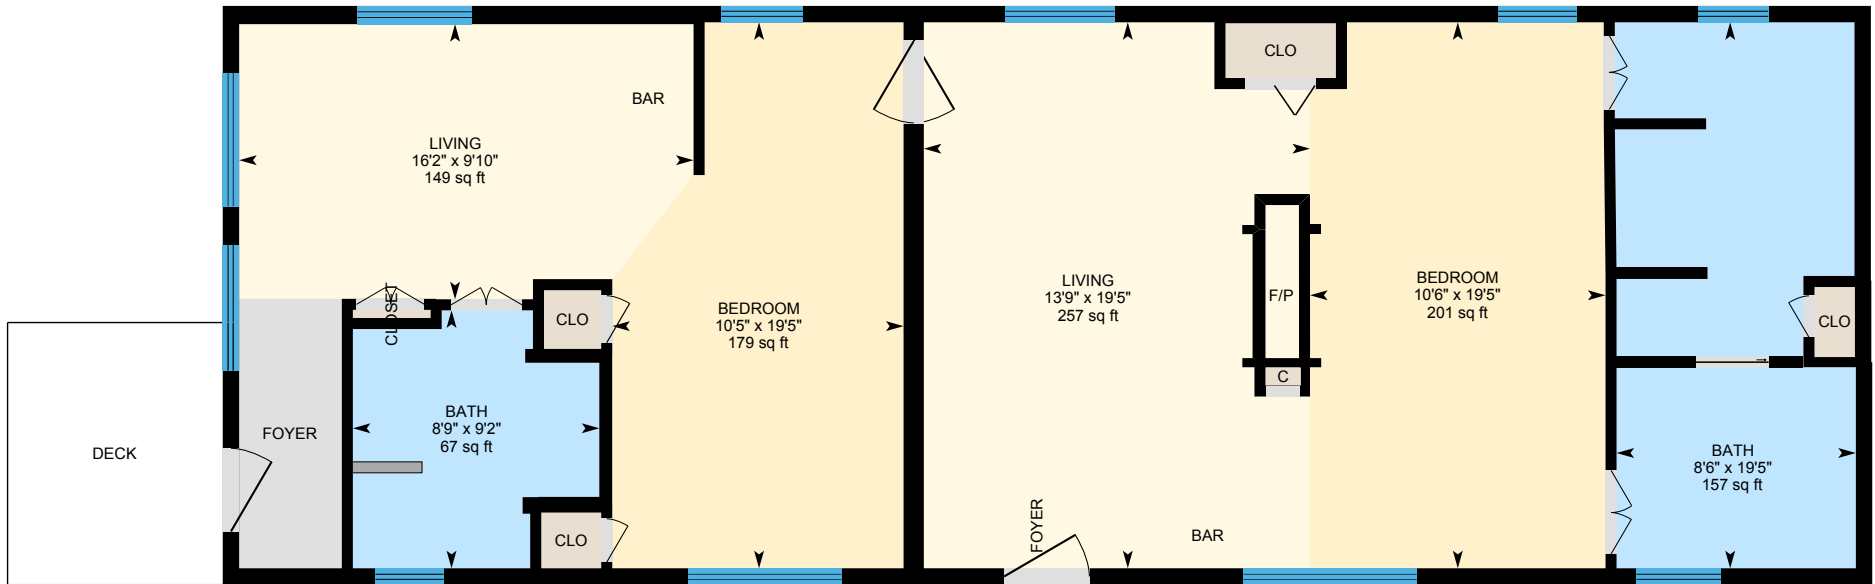 CLO
BAR
LIVING
16'2" x 9'10"
149 sq ft
CLOSET
CLO
BEDROOM
10'5" x 19'5"
179 sq ft
LIVING
13'9" x 19'5"
257 sq ft
F/P
BEDROOM
10'6" x 19'5"
201 sq ft
CLO
C
BATH
8'9" x 9'2"
67 sq ft
FOYER
DECK
BATH
8'6" x 19'5"
157 sq ft
CLO
FOYER
BAR